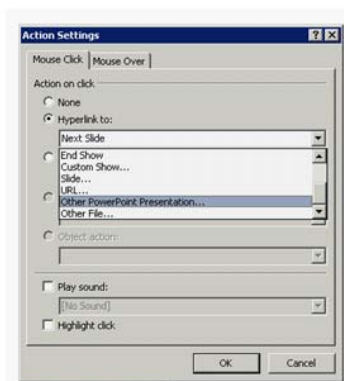 Action Settings
Mouse Click Mouse Over
Action on click
None
Hyperlink to:
Next Slide
End Show
Custom Show...
Slide...
URL...
Other PowerPoint Presentation...
Other File...
Object action:
Play sound:
[No Sound]
Highlight click
OK Cancel